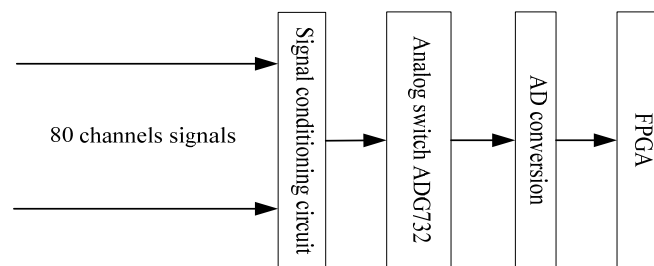 80 channels signals
Signal conditioning circuit
Analog switch ADG732
AD conversion
FPGA